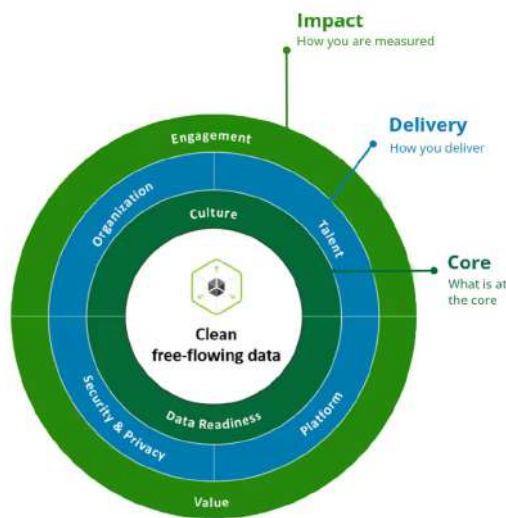 Impact
How you are measured
Delivery
How you deliver
Engagement
Organization
Talent
Culture
Core
What is at
the core
Clean
free-flowing data
Data Readiness
Security & Privacy
Platform
Value